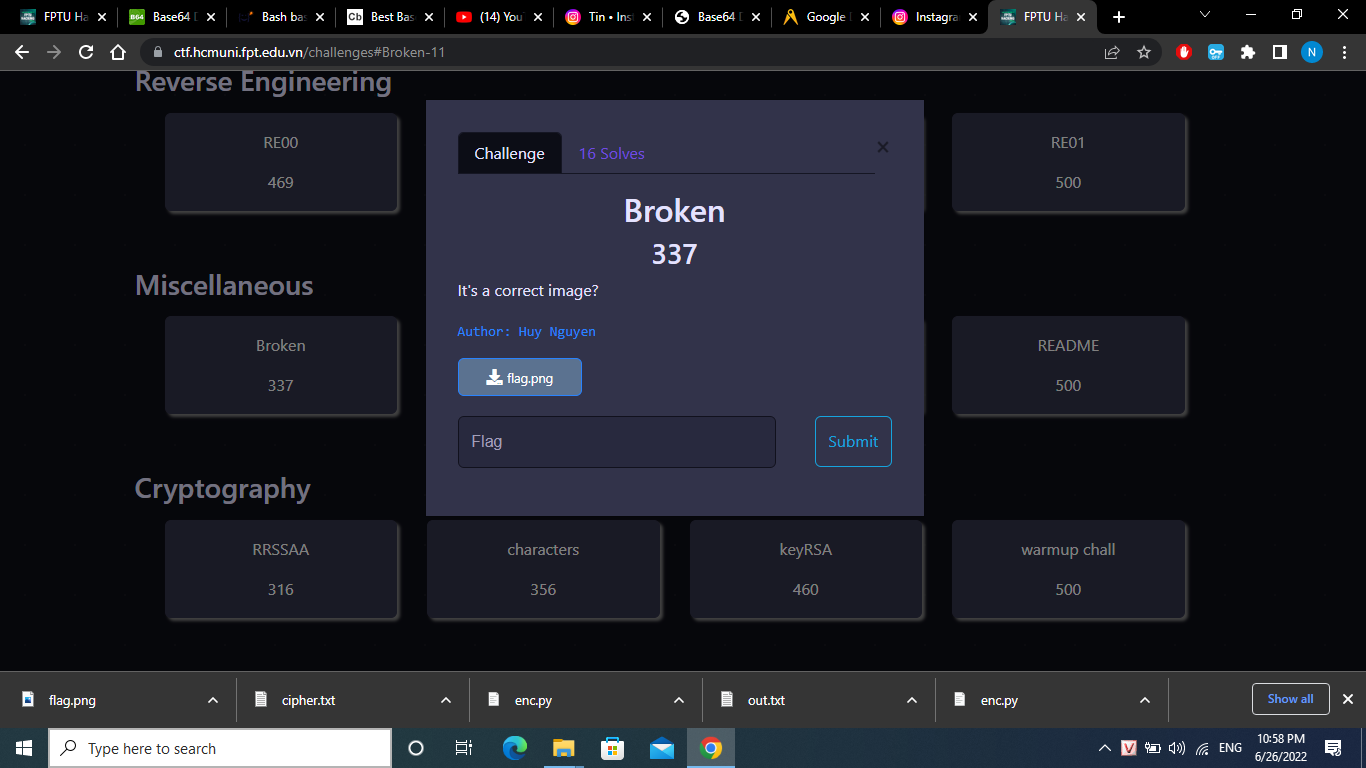 FPTU Ha
Base64 D
Bash bas
Best Bas
(14) You
Tin • Ins
Base64 D
Google
Instagra
FPTU Ha
ctf.hcmuni.fpt.edu.vn/challenges#Broken-11
N
Reverse Engineering
RE00
469
RE01
500
Challenge
16 Solves
×
Broken
337
It's a correct image?
Author: Huy Nguyen
flag.png
Flag
Submit
Miscellaneous
Broken
337
README
500
Cryptography
RRSSAA
316
characters
356
keyRSA
460
warmup chall
500
flag.png
cipher.txt
enc.py
out.txt
enc.py
Show all
Type here to search
ENG
10:58 PM
6/26/2022